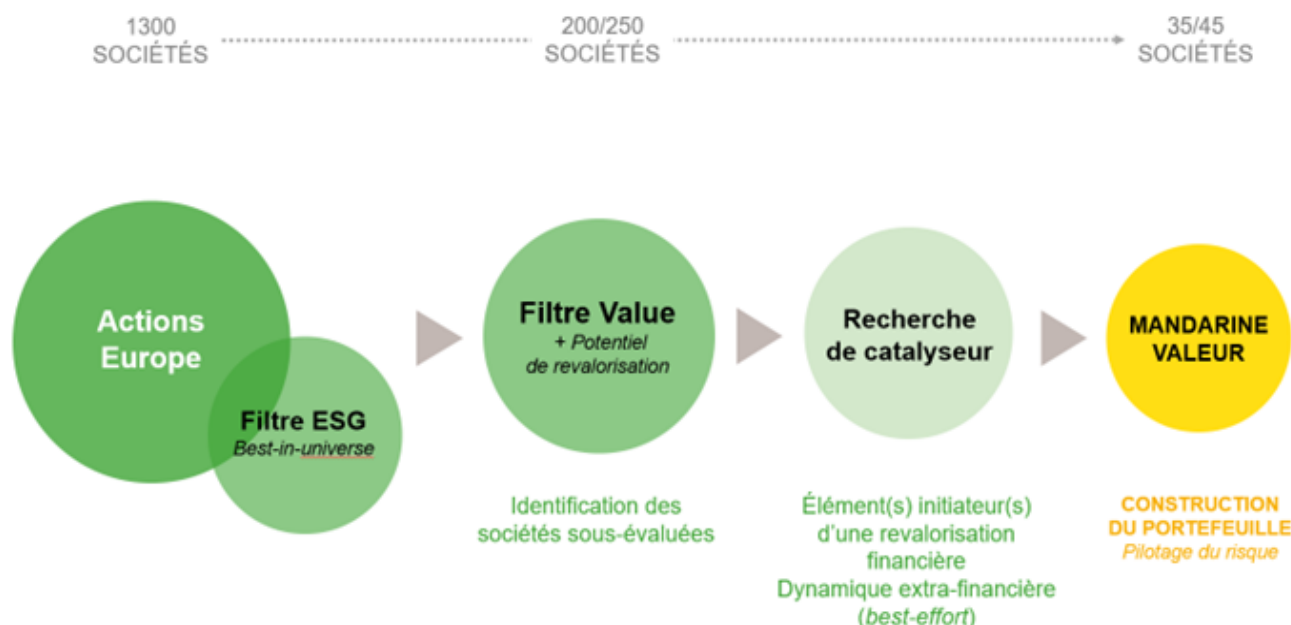 1300
SOCIÉTÉS
200/250
SOCIÉTÉS
35/45
SOCIÉTÉS
Actions
Europe
Filtre ESG
Best-in-universe
Filtre Value
+ Potentiel
de revalorisation
Recherche
de catalyseur
MANDARINE
VALEUR
Identification des
sociétés sous-évaluées
Élément(s) initiateur(s)
d'une revalorisation
financière
Dynamique extra-financière
(best-effort)
CONSTRUCTION
DU PORTEFEUILLE
Pilotage du risque